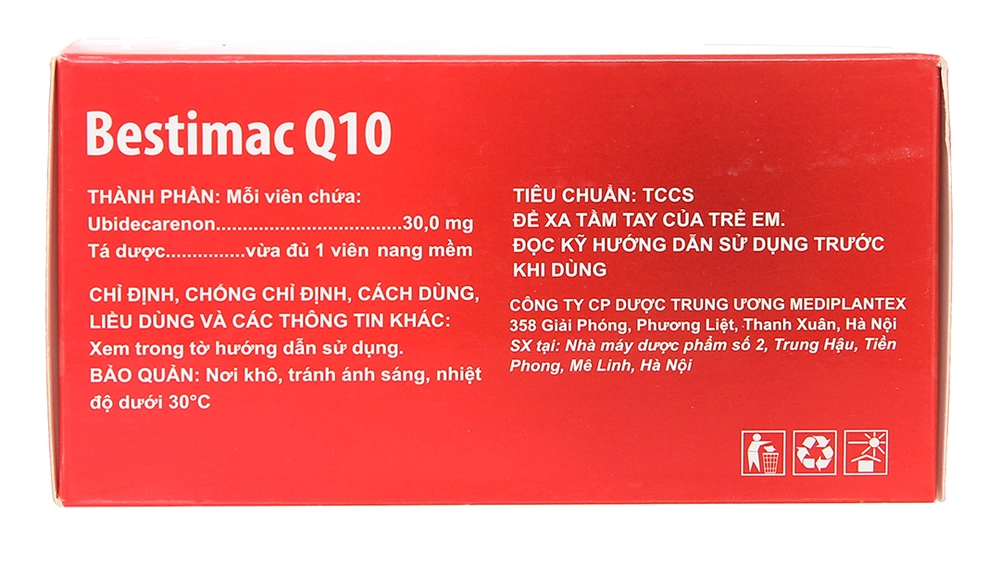 Bestimac Q10
THÀNH PHẦN: Mỗi viên chứa:
Ubidecarenon...................................30,0 mg
Tá dược...............vừa đủ 1 viên nang mềm
CHỈ ĐỊNH, CHỐNG CHỈ ĐỊNH, CÁCH DÙNG,
LIỀU DÙNG VÀ CÁC THÔNG TIN KHÁC:
Xem trong tờ hướng dẫn sử dụng.
BẢO QUẢN: Nơi khô, tránh ánh sáng, nhiệt
độ dưới 30°C
TIÊU CHUẨN: TCCS
ĐỂ XA TẦM TAY CỦA TRẺ EM.
ĐỌC KỸ HƯỚNG DẪN SỬ DỤNG TRƯỚC
KHI DÙNG
CÔNG TY CP DƯỢC TRUNG ƯƠNG MEDIPLANTEX
358 Giải Phóng, Phương Liệt, Thanh Xuân, Hà Nội
SX tại: Nhà máy dược phẩm số 2, Trung Hậu, Tiền
Phong, Mê Linh, Hà Nội